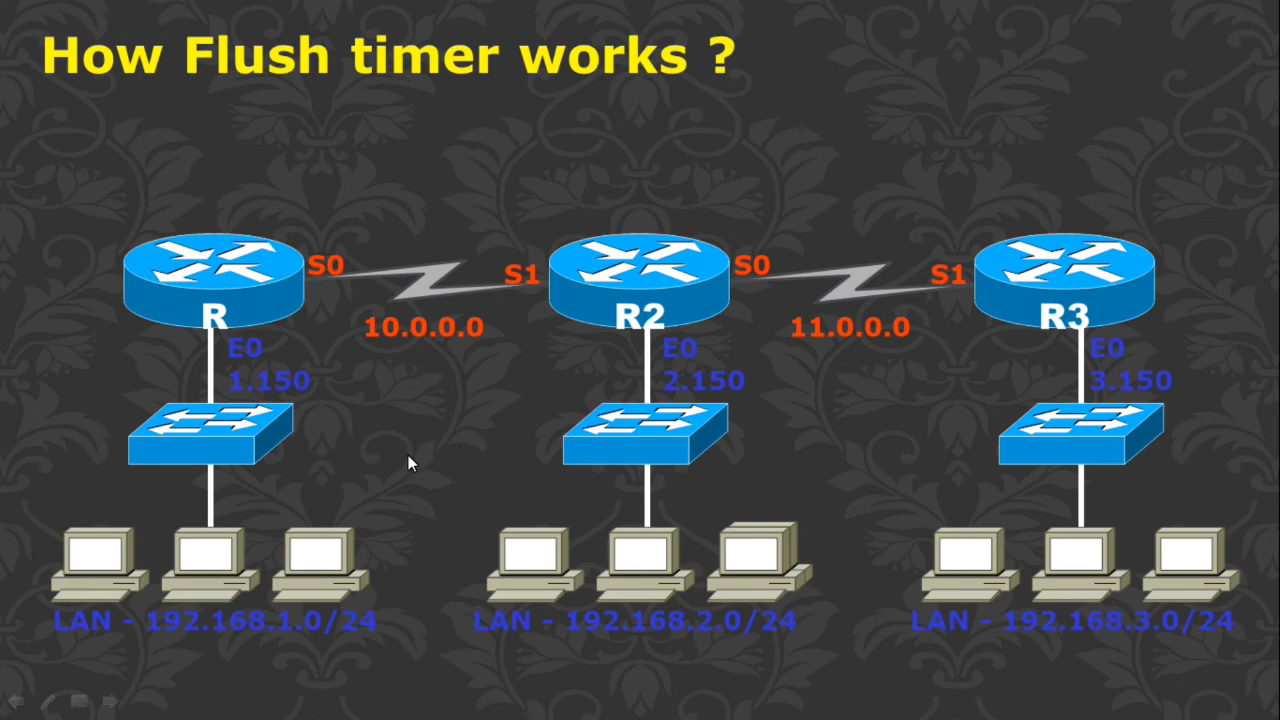 How Flush timer works ?
S0
S1
S0
S1
R
R2
R3
10.0.0.0
11.0.0.0
E0
1.150
E0
2.150
E0
3.150
LAN - 192.168.1.0/24
LAN - 192.168.2.0/24
LAN - 192.168.3.0/24